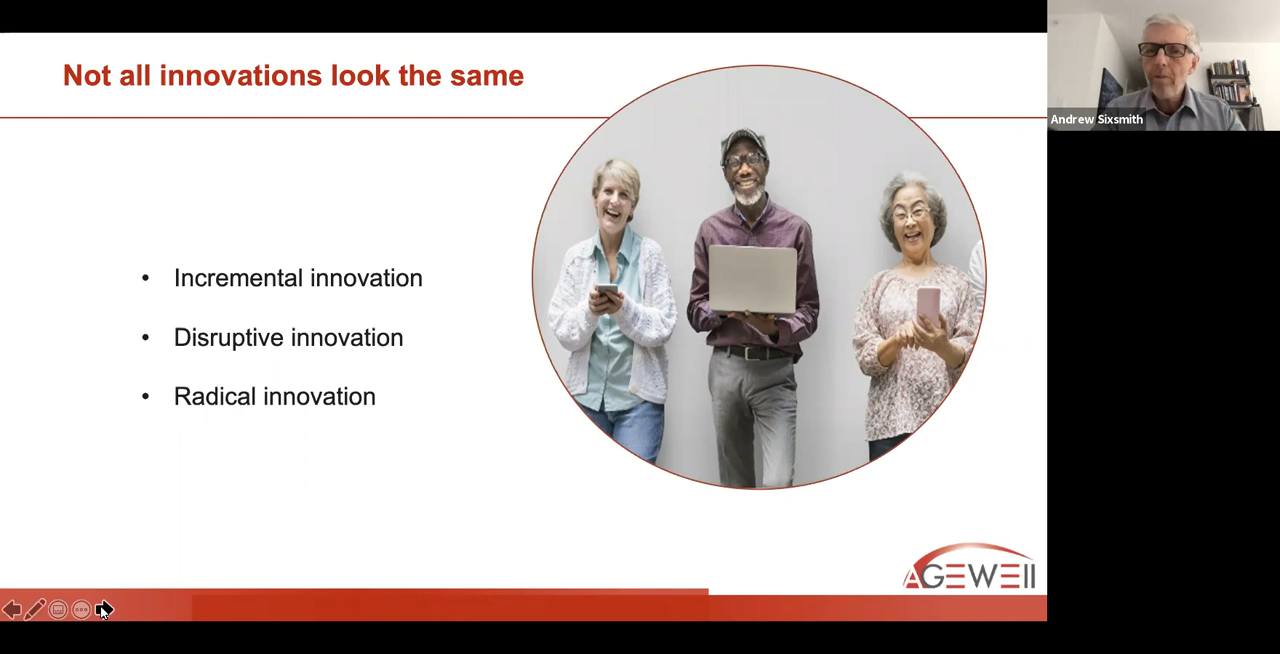 Not all innovations look the same
• Incremental innovation
• Disruptive innovation
• Radical innovation
AGEWELL
Andrew Sixsmith